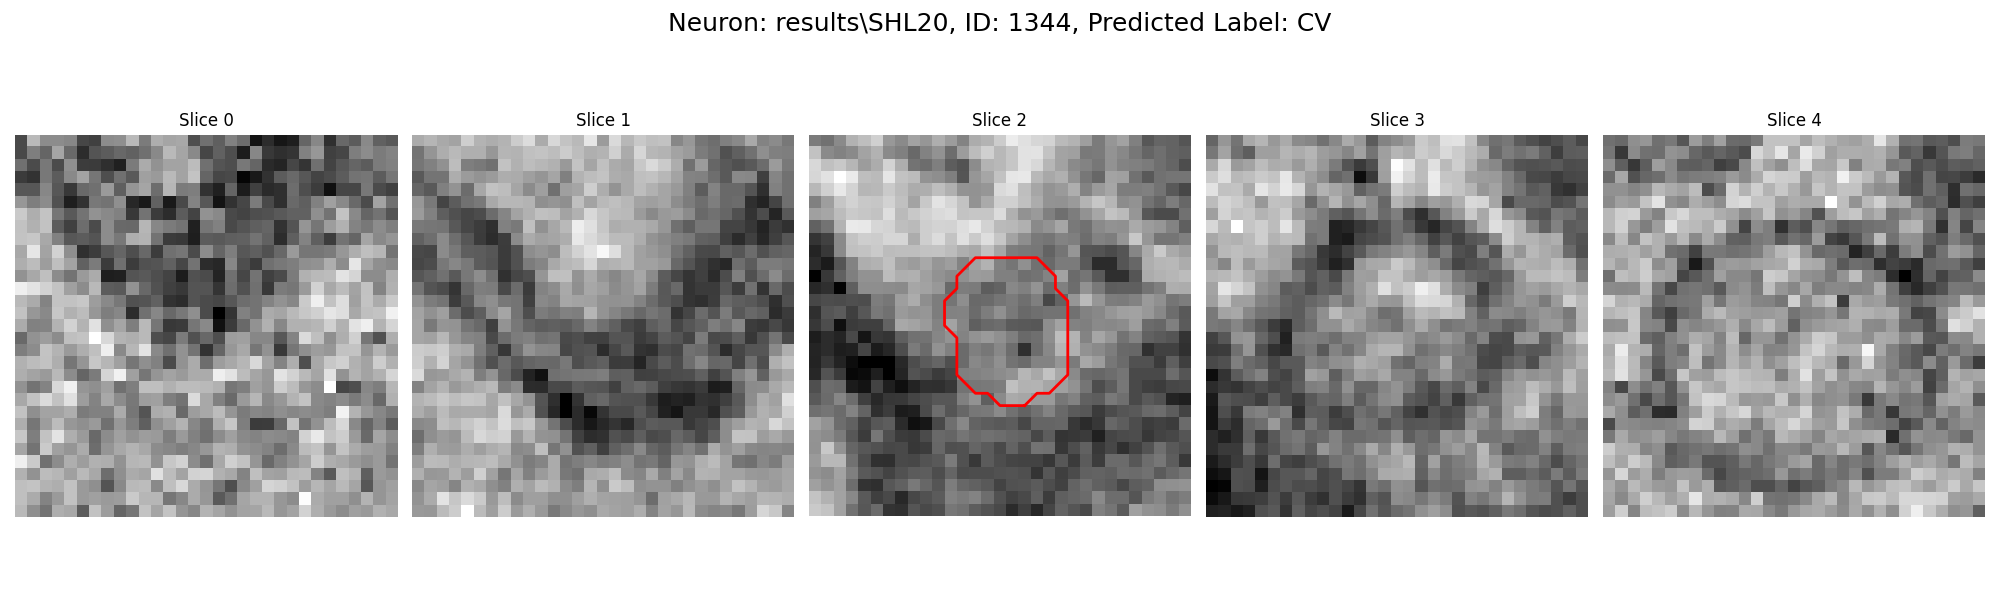 Neuron: results\SHL20, ID: 1344, Predicted Label: CV
Slice 0
Slice 1
Slice 2
Slice 3
Slice 4